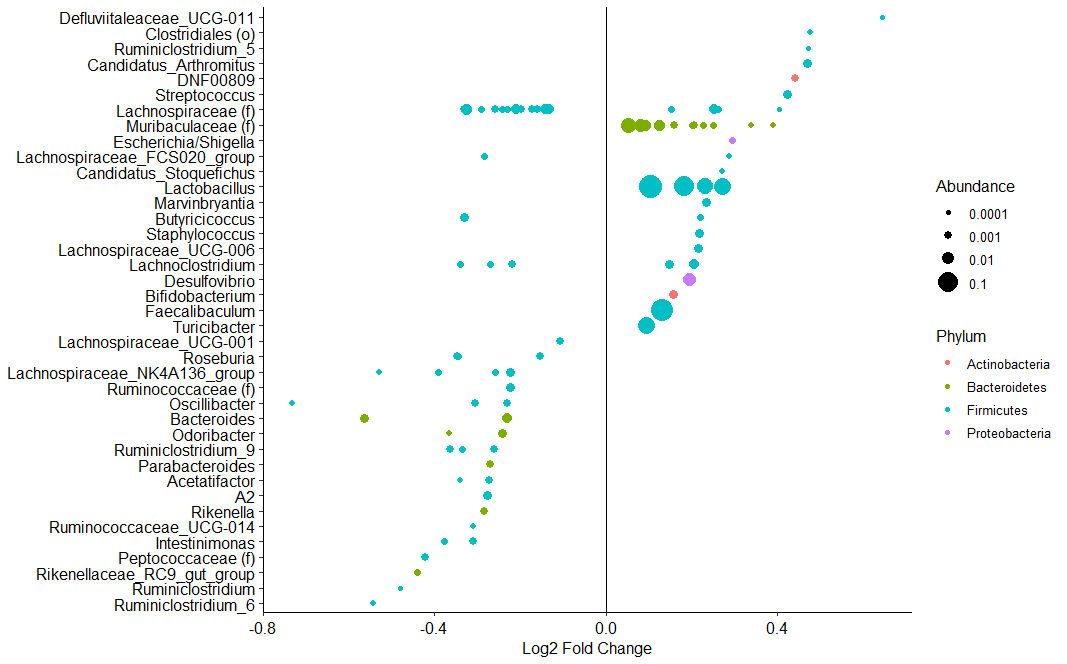 Defluviitaleaceae_UCG-011
Clostridiales (o)
Ruminiclostridium_5
Candidatus_Arthromitus
DNF00809
Streptococcus
Lachnospiraceae (f)
Muribaculaceae (f)
Escherichia/Shigella
Lachnospiraceae_FCS020_group
Candidatus_Stoquefichus
Lactobacillus
Marvinbryantia
Butyricicoccus
Staphylococcus
Lachnospiraceae_UCG-006
Lachnoclostridium
Desulfovibrio
Bifidobacterium
Faecalibaculum
Turicibacter
Lachnospiraceae_UCG-001
Roseburia
Lachnospiraceae_NK4A136_group
Ruminococcaceae (f)
Oscillibacter
Bacteroides
Odoribacter
Ruminiclostridium_9
Parabacteroides
Acetatifactor
A2
Rikenella
Ruminococcaceae_UCG-014
Intestinimonas
Peptococcaceae (f)
Rikenellaceae_RC9_gut_group
Ruminiclostridium
Ruminiclostridium_6
-0.8 -0.4 0.0 0.4
Log2 Fold Change
Abundance
0.0001
0.001
0.01
0.1
Phylum
Actinobacteria
Bacteroidetes
Firmicutes
Proteobacteria